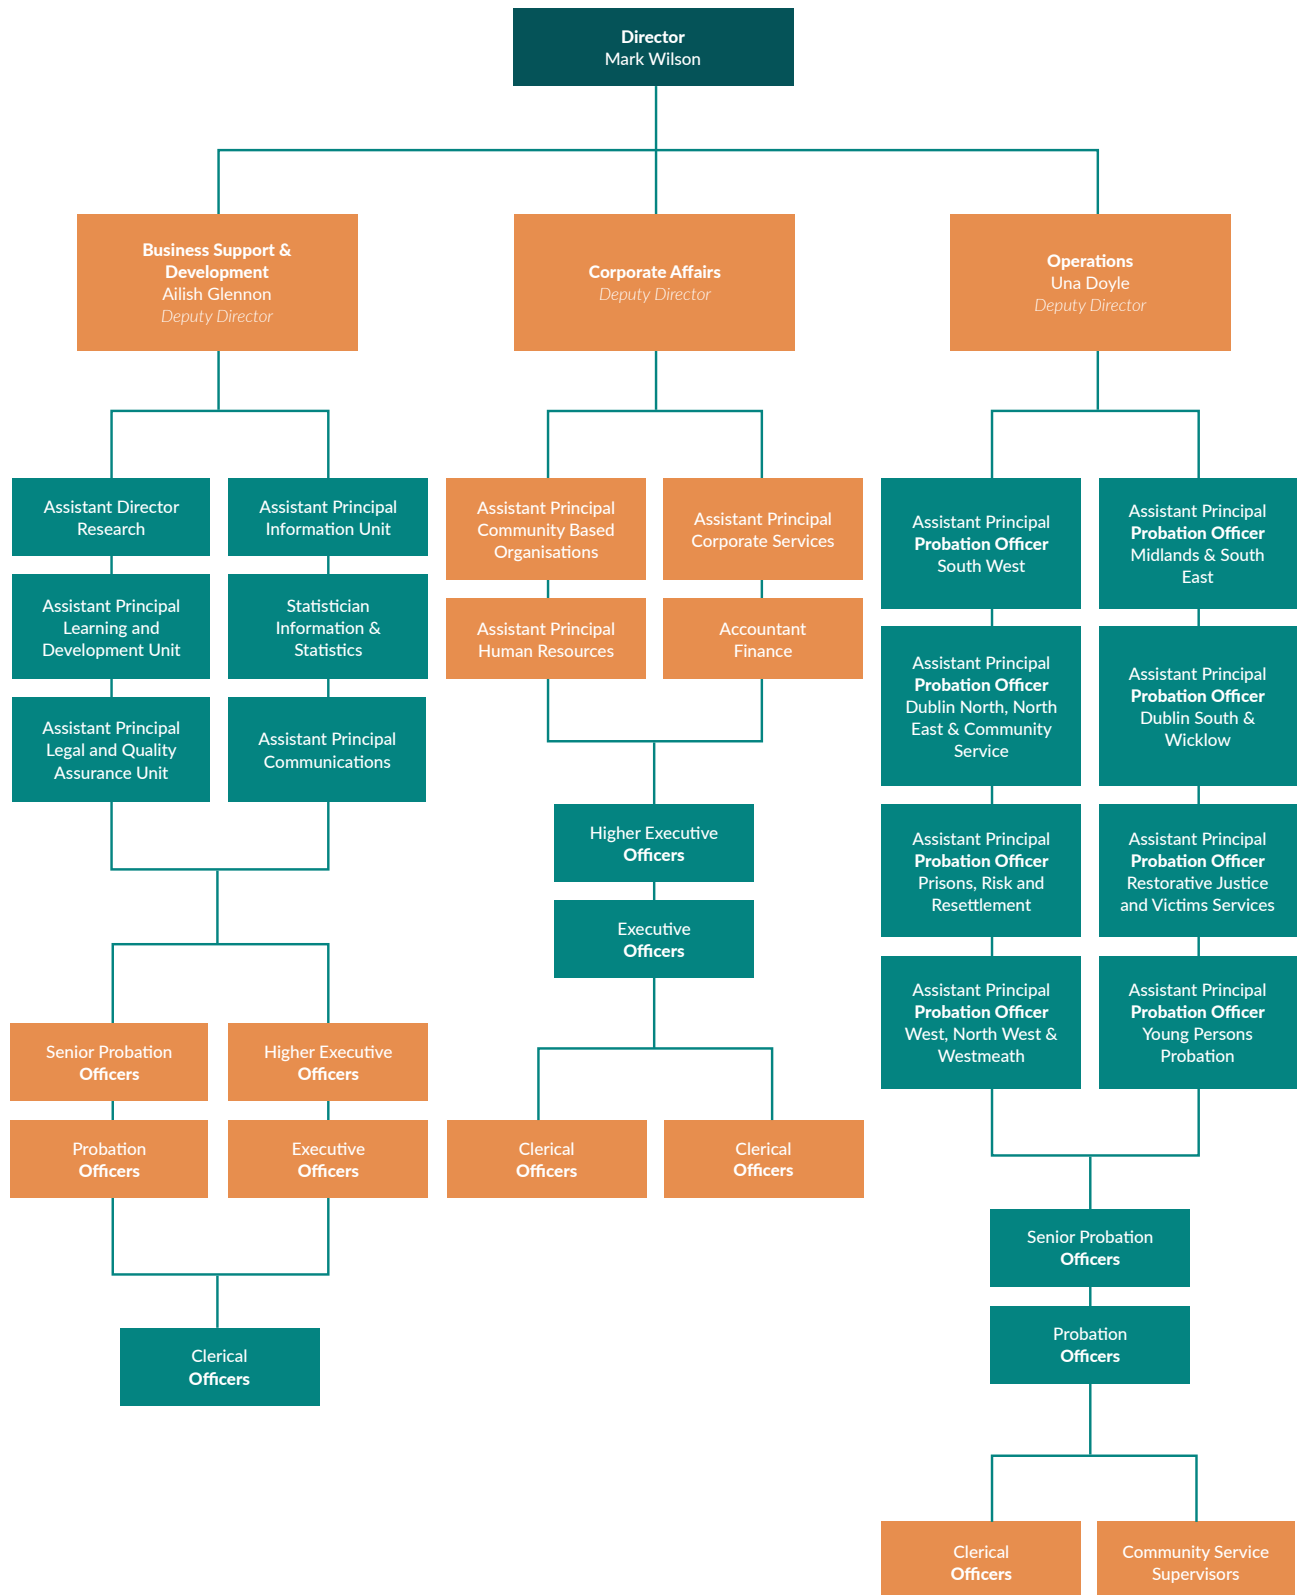 Director
Mark Wilson
Business Support &
Development
Ailish Glennon
Deputy Director
Corporate Affairs
Deputy Director
Operations
Una Doyle
Deputy Director
Assistant Director
Research
Assistant Principal
Information Unit
Assistant Principal
Learning and
Development Unit
Statistician
Information &
Statistics
Assistant Principal
Legal and Quality
Assurance Unit
Assistant Principal
Communications
Senior Probation
Officers
Higher Executive
Officers
Probation
Officers
Executive
Officers
Clerical
Officers
Assistant Principal
Community Based
Organisations
Assistant Principal
Corporate Services
Assistant Principal
Human Resources
Accountant
Finance
Higher Executive
Officers
Executive
Officers
Clerical
Officers
Clerical
Officers
Assistant Principal
Probation Officer
South West
Assistant Principal
Probation Officer
Midlands & South
East
Assistant Principal
Probation Officer
Dublin North, North
East & Community
Service
Assistant Principal
Probation Officer
Dublin South &
Wicklow
Assistant Principal
Probation Officer
Prisons, Risk and
Resettlement
Assistant Principal
Probation Officer
Restorative Justice
and Victims Services
Assistant Principal
Probation Officer
West, North West &
Westmeath
Assistant Principal
Probation Officer
Young Persons
Probation
Senior Probation
Officers
Probation
Officers
Clerical
Officers
Community Service
Supervisors